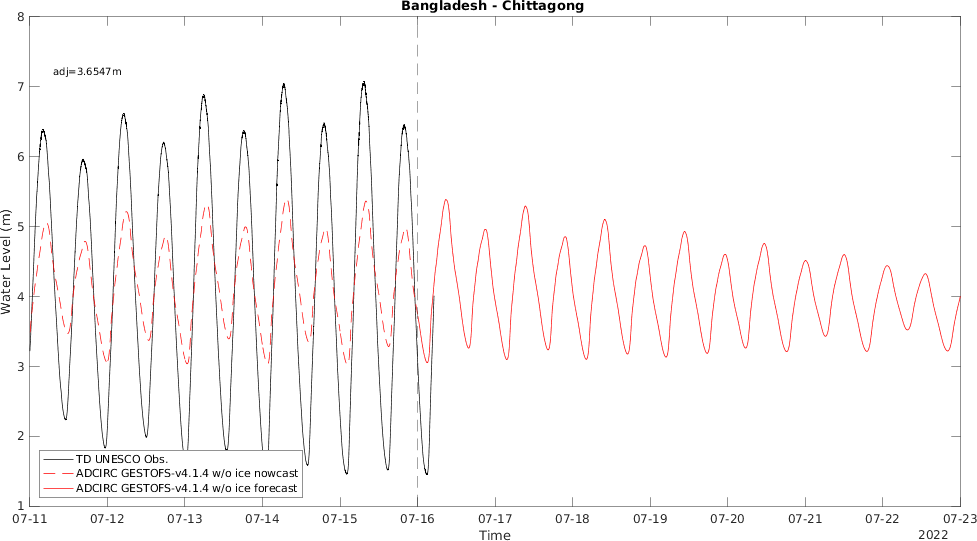 Bangladesh - Chittagong
8
7
6
5
4
3
2
1
Water Level (m)
adj=3.6547m
TD UNESCO Obs.
ADCIRC GESTOFS-v4.1.4 w/o ice nowcast
ADCIRC GESTOFS-v4.1.4 w/o ice forecast
07-11 07-12 07-13 07-14 07-15 07-16 07-17 07-18 07-19 07-20 07-21 07-22 07-23
Time
2022